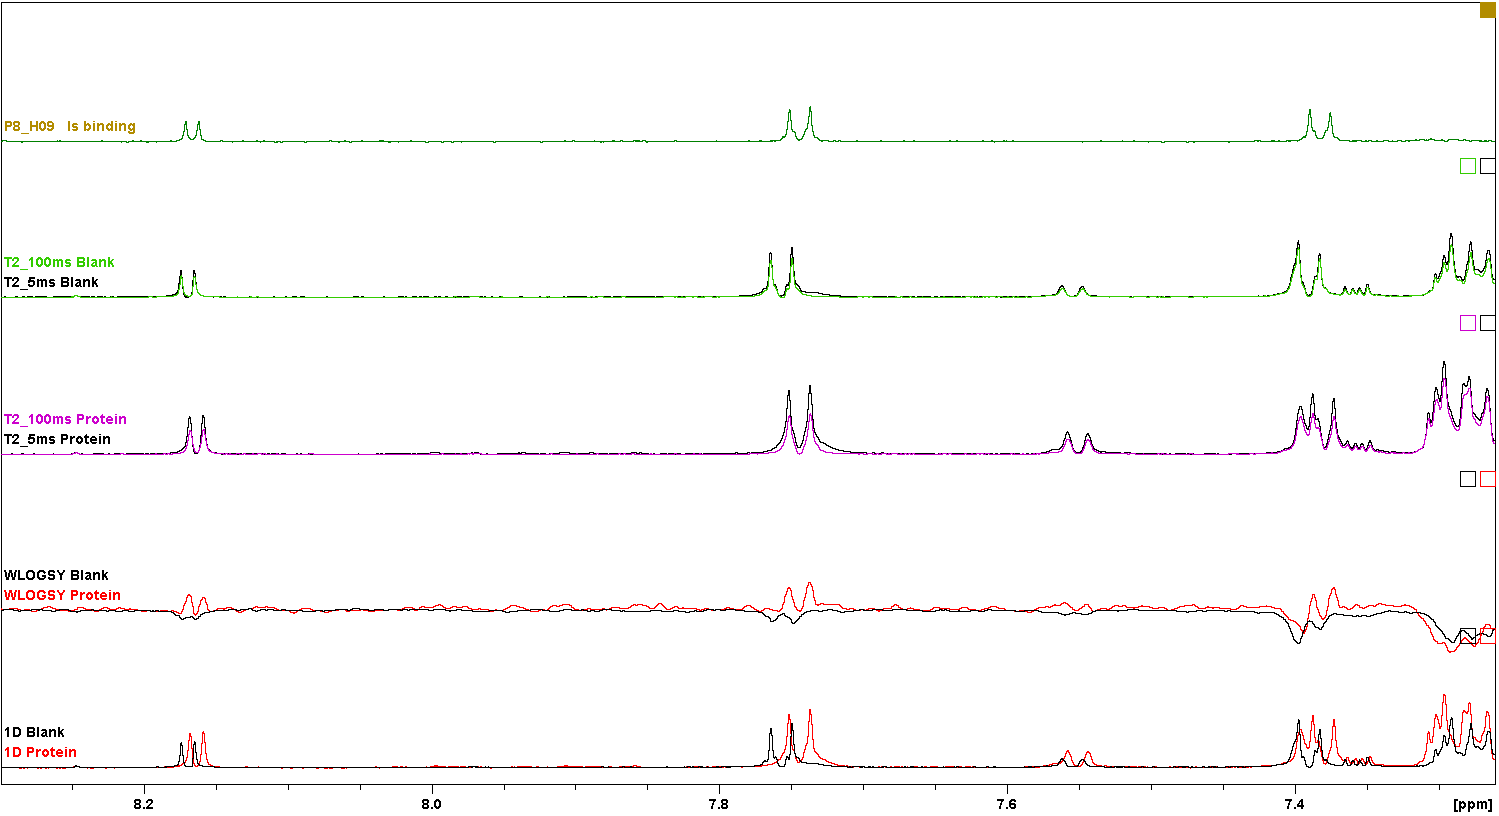 P8_H09 Is binding
T2_100ms Blank
T2_5ms Blank
T2_100ms Protein
T2_5ms Protein
WLOGSY Blank
WLOGSY Protein
1D Blank
1D Protein
8.2 8.0 7.8 7.6 7.4 [ppm]